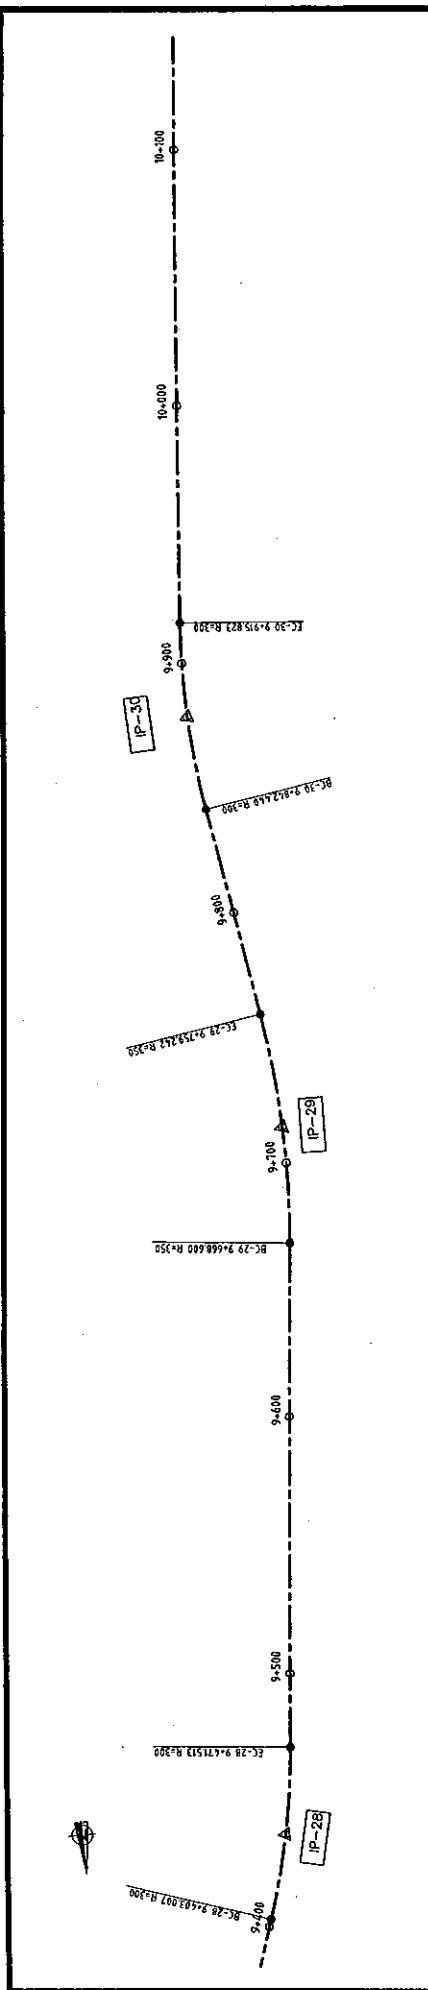 10+100
10+000
EC-30 9+915.823 R=300
9+900
IP-30
BC-30 9+842.449 R=300
9+800
EC-29 9+759.242 R=350
IP-29
9+700
BC-29 9+668.600 R=350
9+600
9+500
EC-28 9+471.513 R=300
IP-28
BC-28 9+403.007 R=300
9+400